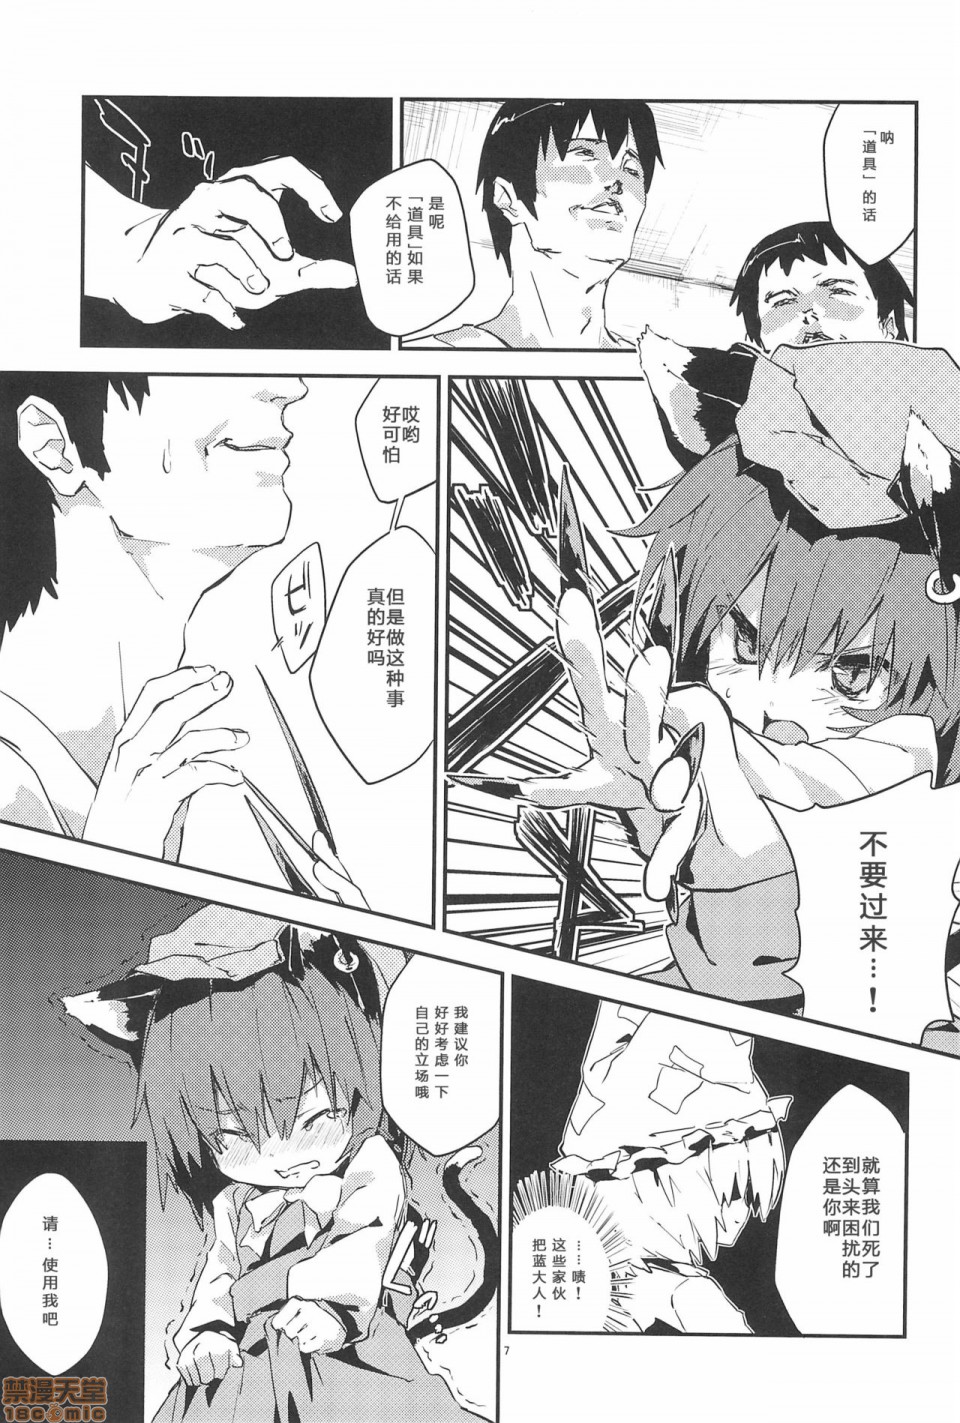 呐
「道具」的话
是呢
「道具」如果
不给用的话
不要过来…！
哎哟
好可怕
但是做这种事
真的好吗
就算我们死了
到头来困扰的
还是你啊
……啧！
这些家伙
把蓝大人！
我建议你
好好考虑一下
自己的立场哦
请…使用我吧
7
禁漫天堂
18COMIC